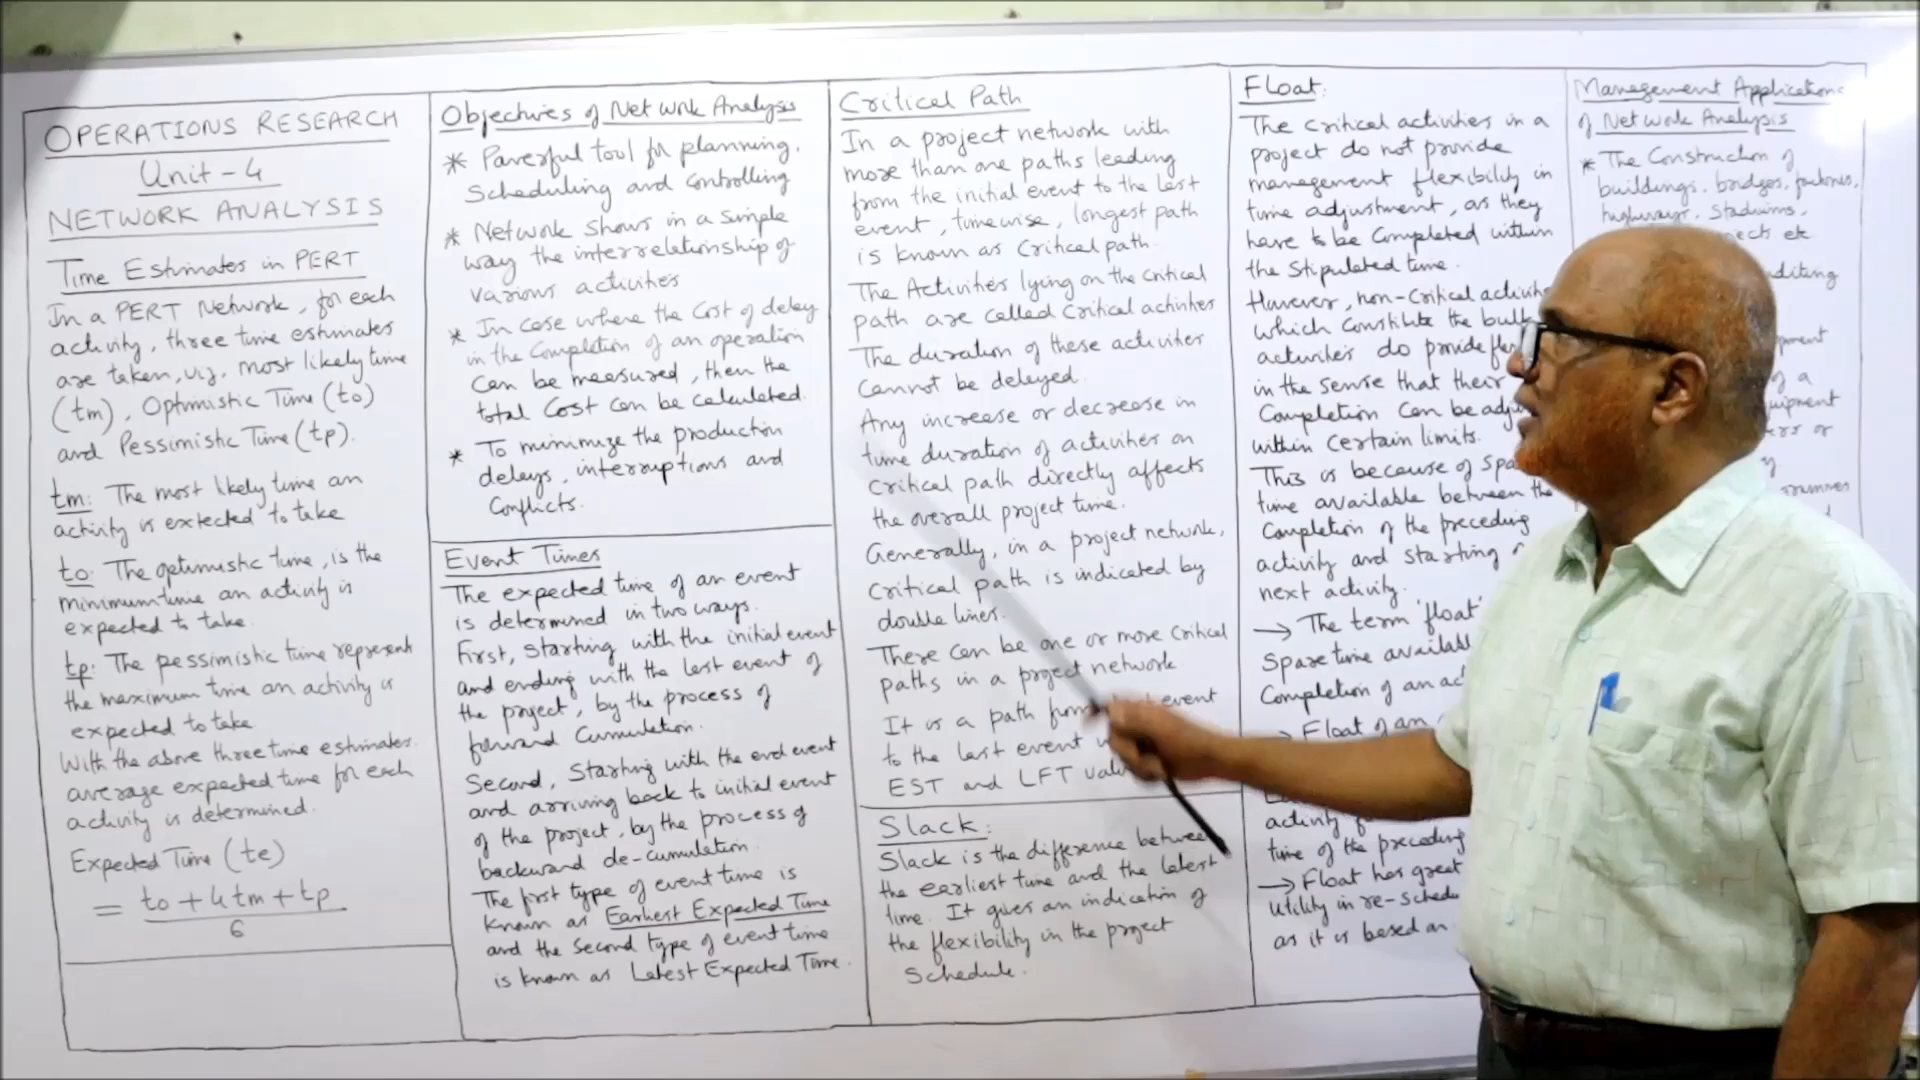 OPERATIONS RESEARCH
Unit-4
NETWORK ANALYSIS
Time Estimates in PERT
In a PERT Network, for each
activity, three time estimates
are taken, viz, most likely time
(tm), Optimistic Time (to)
and Pessimistic Time (tp).
tm: The most likely time an
activity is extected to take
to: The optimistic time, is the
minimum time an activity is
expected to take.
tp: The pessimistic time represent
the maximum time an activity is
expected to take
With the above three time estimates.
average expected time for each
activity is determined.
Expected Time (te)
= to + 4tm + tp
6
Objectives of Network Analysis
* Powerful tool for planning,
Scheduling and Controlling
* Network Shows in a simple
way the interrelationship of
various activities
* In case where the Cost of delay
in the Completion of an operation
Can be measured, then the
total Cost can be calculated.
* To minimize the production
delays, interruptions and
Conflicts.
Event Times
The expected time of an event
is determined in two ways.
First, Starting with the initial event
and ending with the last event of
the project, by the process of
forward Cumulation.
Second, Starting with the end event
and arriving back to initial event
of the project, by the process of
backward de-cumulation.
The first type of event time is
known as Earliest Expected Time
and the second type of event time
is known as Latest Expected Time.
Critical Path
In a project network with
more than one paths leading
from the initial event to the last
event, timewise, longest path
is known as Critical path.
The Activities lying on the critical
path are called Critical activities
The duration of these activities
Cannot be delayed.
Any increase or decrease in
time duration of activities on
Critical path directly affects
the overall project time.
Generally, in a project network,
Critical path is indicated by
double lines.
There can be one or more Critical
paths in a project network.
It is a path from event
to the last event
EST and LFT
Slack:
Slack is the difference between
the earliest time and the latest
time. It gives an indication of
the flexibility in the project
Schedule.
Float:
The critical activities in a
project do not provide
management flexibility in
time adjustment, as they
have to be Completed within
the Stipulated time.
However, non-critical
which constitute the bulk
activities do provide
in the sense that their
Completion Can be
within Certain limits.
This is because of
time available between the
Completion of the preceding
activity and starting
next activity.
→ The term 'float'
Spare time
Completion of an
Float of an
activity
time of the preceding
→ Float has great
utility in
as it is based on
Management Applications
of Network Analysis
* The Construction of
buildings, bridges, factories,
highways, Stadiums,
etc